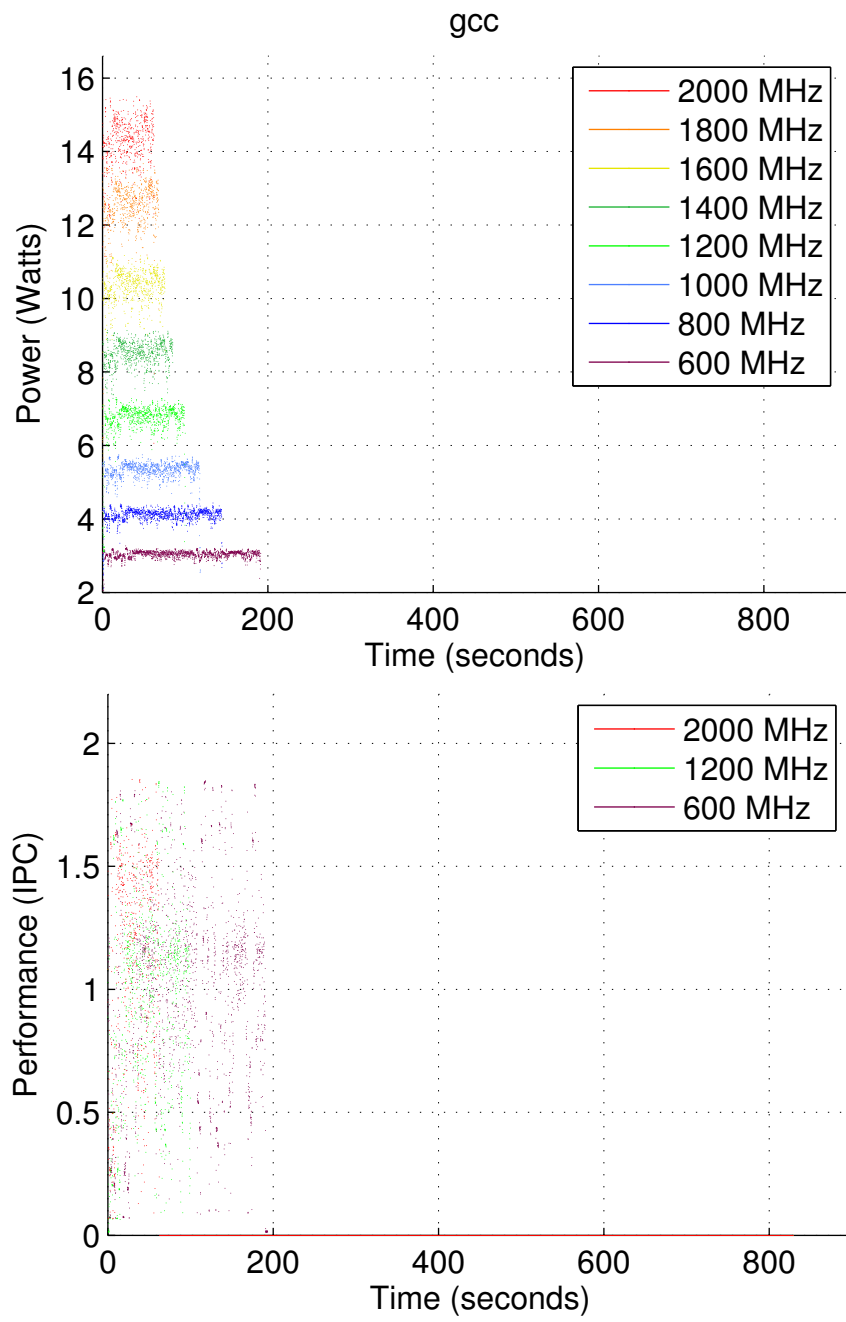 gcc
16
14
12
10
8
6
4
2
Power (Watts)
2000 MHz
1800 MHz
1600 MHz
1400 MHz
1200 MHz
1000 MHz
800 MHz
600 MHz
0 200 400 600 800
Time (seconds)
2
1.5
1
0.5
0
Performance (IPC)
2000 MHz
1200 MHz
600 MHz
0 200 400 600 800
Time (seconds)